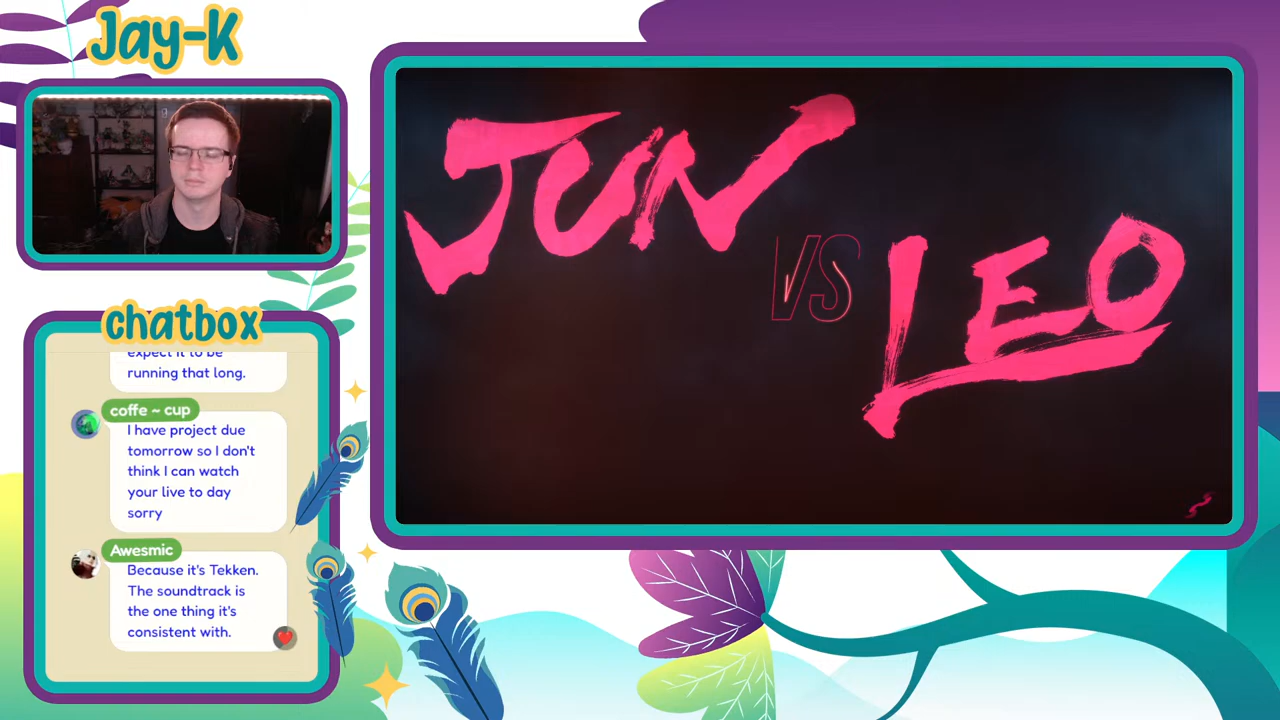 Jay-K
JUN
VS
LEO
chatbox
expect it to be
running that long.
coffe ~ cup
I have project due
tomorrow so I don't
think I can watch
your live to day
sorry
Awesmic
Because it's Tekken.
The soundtrack is
the one thing it's
consistent with.